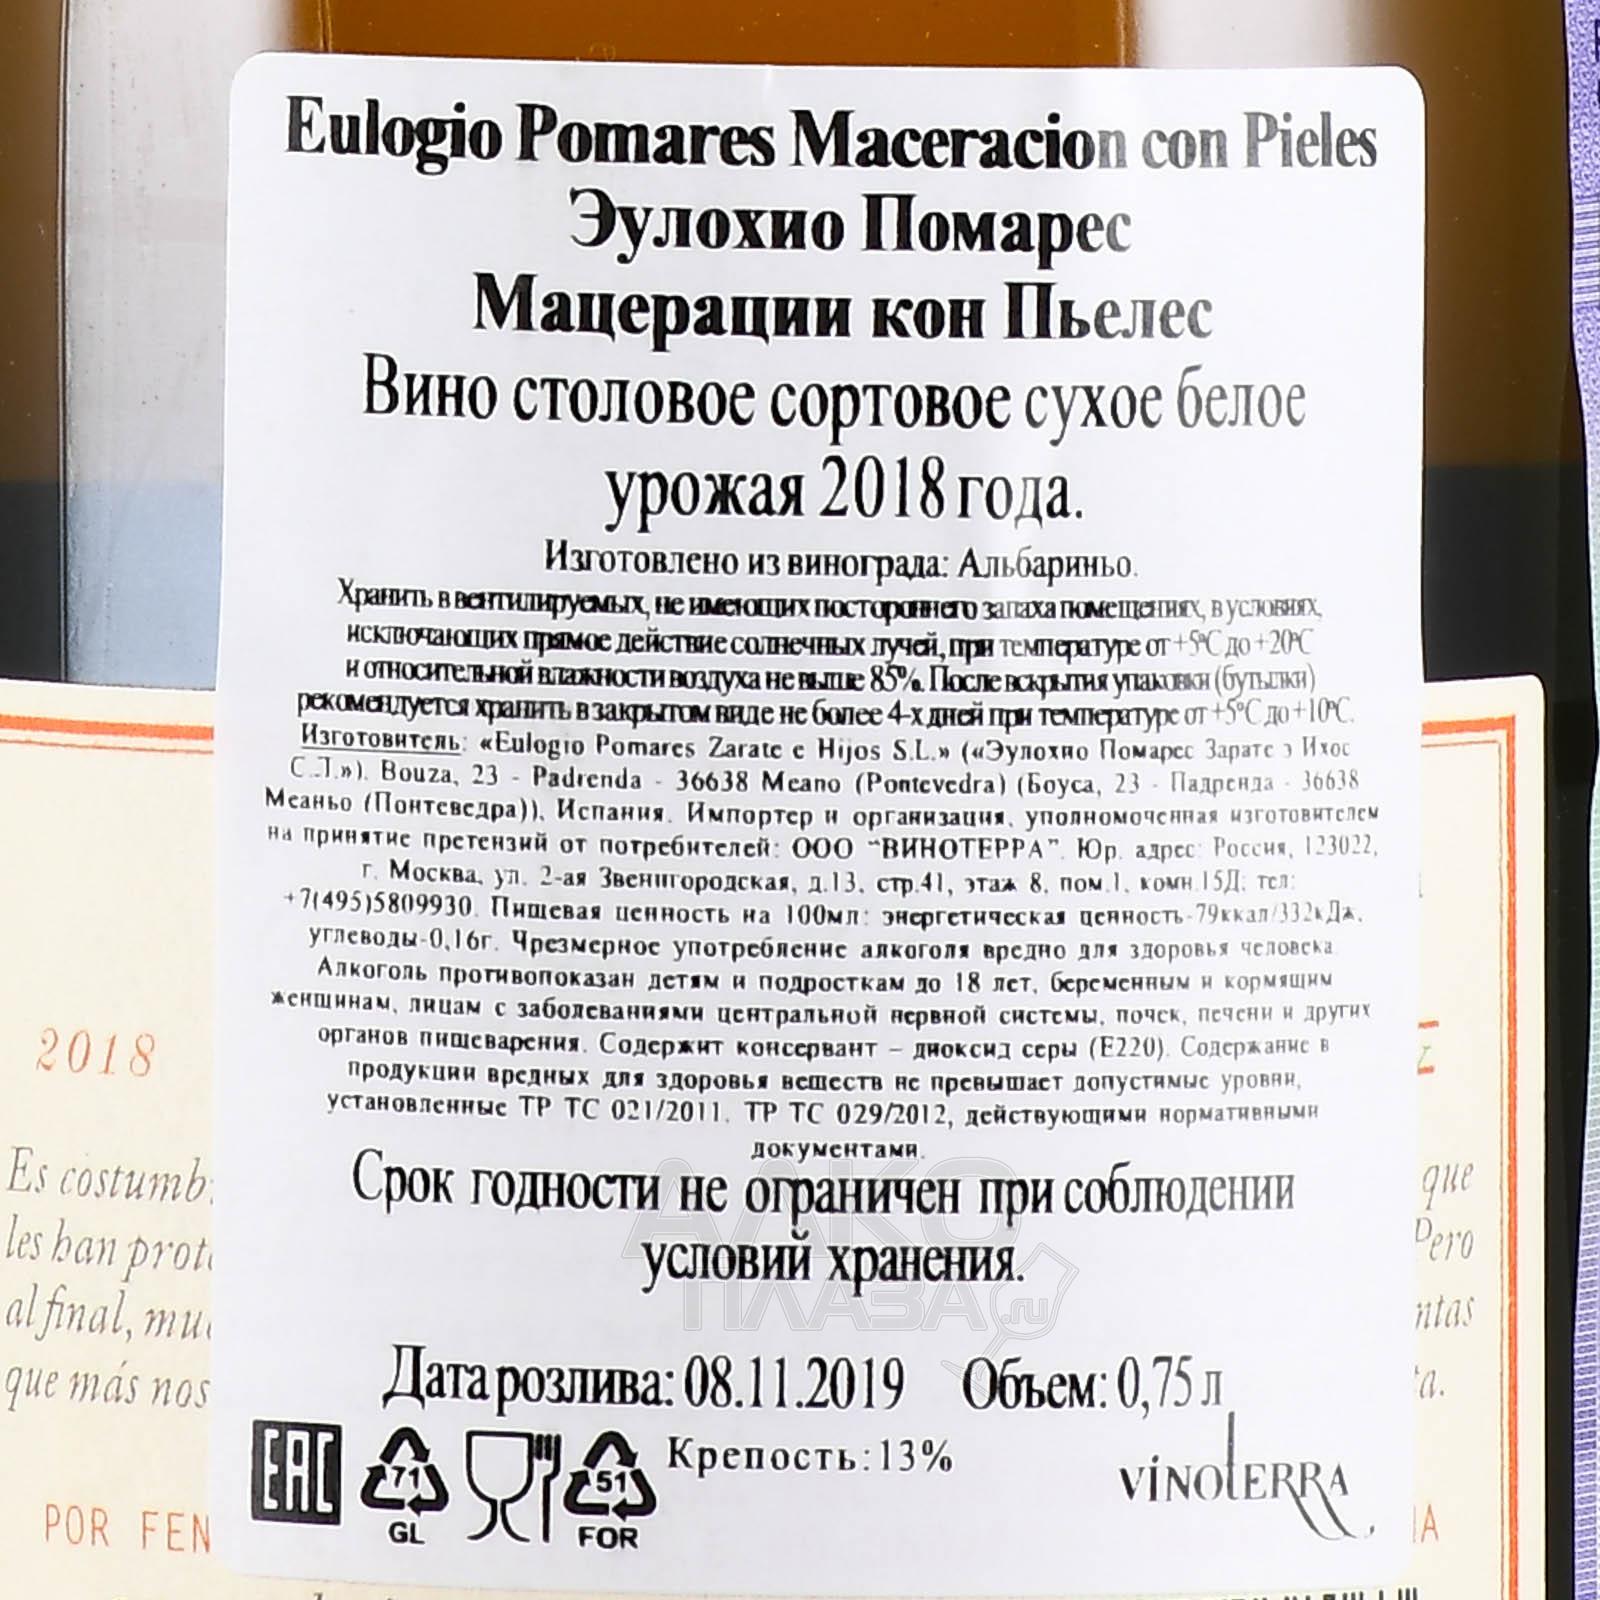 Eulogio Pomares Maceracion con Pieles
Эулохио Помарес
Мацерации кон Пьелес
Вино столовое сортовое сухое белое
урожая 2018 года.
Изготовлено из винограда: Альбариньо.
Хранить в вентилируемых, не имеющих постороннего запаха помещениях, в условиях,
исключающих прямое действие солнечных лучей, при температуре от +5°C до +20°C
и относительной влажности воздуха не выше 85%. После вскрытия упаковки (бутылки)
рекомендуется хранить в закрытом виде не более 4-х дней при температуре от +5°C до +10°C.
Изготовитель: «Eulogio Pomares Zarate e Hijos S.L.» («Эулохио Помарес Зарате э Ихос
С.Л.»). Bouza, 23 - Padrenda - 36638 Meano (Pontevedra) (Боуса, 23 - Падренда - 36638
Меаньо (Понтеведра)), Испания. Импортер и организация, уполномоченная изготовителем
на принятие претензий от потребителей: ООО "ВИНОТЕРРА". Юр. адрес: Россия, 123022,
г. Москва, ул. 2-ая Звенигородская, д.13, стр.41, этаж 8, пом.1, комн.15Д; тел:
+7(495)5809930. Пищевая ценность на 100мл: энергетическая ценность-79ккал/332кДж,
углеводы-0,16г. Чрезмерное употребление алкоголя вредно для здоровья человека.
Алкоголь противопоказан детям и подросткам до 18 лет, беременным и кормящим
женщинам, лицам с заболеваниями центральной нервной системы, почек, печени и других
органов пищеварения. Содержит консервант – диоксид серы (E220). Содержание в
продукции вредных для здоровья веществ не превышает допустимые уровни,
установленные ТР ТС 021/2011, ТР ТС 029/2012, действующими нормативными
документами.
Срок годности не ограничен при соблюдении
условий хранения.
АЛКО
ПЛАЗА.ru
Дата розлива: 08.11.2019 Объем: 0,75 л
Крепость: 13%
EAC
71
GL
51
FOR
VINOTERRA
2018
Es costumb
que
les han prot
Pero
al final, mu
ntas
que más nos
ta.
POR FEN
IA